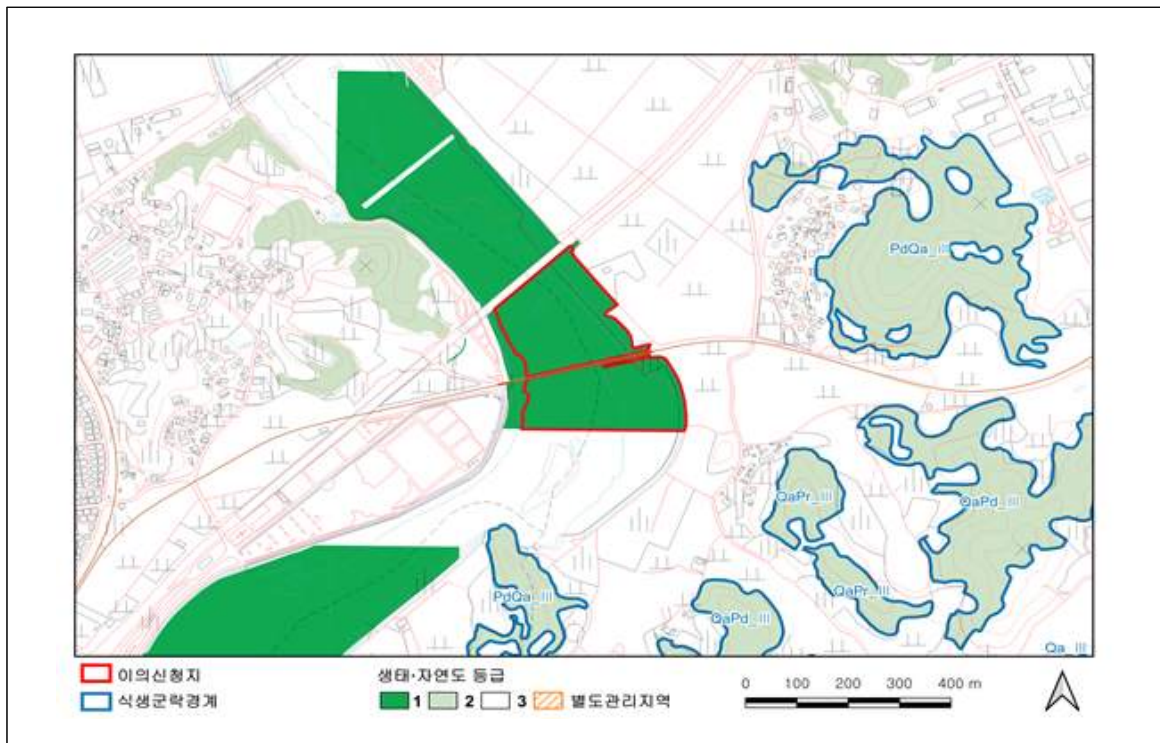 PdQa_III
QaPr_III
QaPd_III
QaPr_III
PdQa_III
QaPd_III
Qa_III
이의신청지
식생군락경계
생태·자연도 등급
1 2 3 별도관리지역
0 100 200 300 400 m